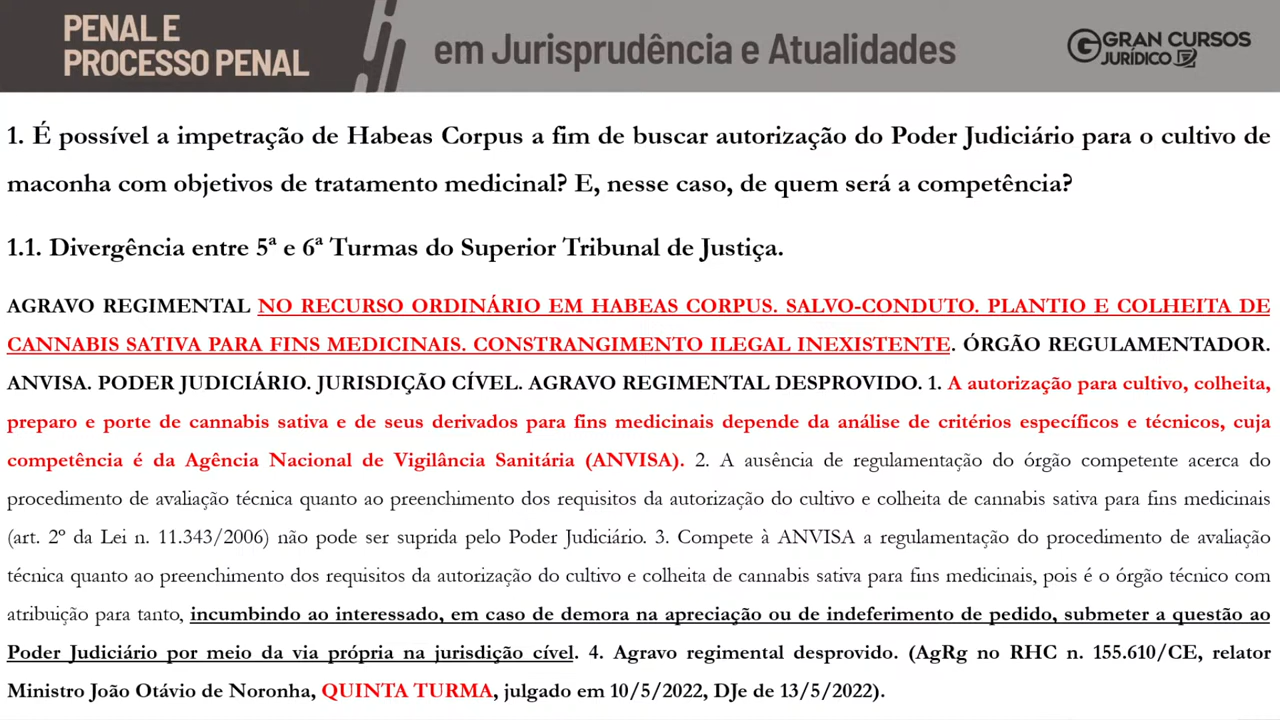 PENAL E
PROCESSO PENAL
em Jurisprudência e Atualidades
GRAN CURSOS
JURÍDICO
1. É possível a impetração de Habeas Corpus a fim de buscar autorização do Poder Judiciário para o cultivo de
maconha com objetivos de tratamento medicinal? E, nesse caso, de quem será a competência?
1.1. Divergência entre 5ª e 6ª Turmas do Superior Tribunal de Justiça.
AGRAVO REGIMENTAL NO RECURSO ORDINÁRIO EM HABEAS CORPUS. SALVO-CONDUTO. PLANTIO E COLHEITA DE
CANNABIS SATIVA PARA FINS MEDICINAIS. CONSTRANGIMENTO ILEGAL INEXISTENTE. ÓRGÃO REGULAMENTADOR.
ANVISA. PODER JUDICIÁRIO. JURISDIÇÃO CÍVEL. AGRAVO REGIMENTAL DESPROVIDO. 1. A autorização para cultivo, colheita,
preparo e porte de cannabis sativa e de seus derivados para fins medicinais depende da análise de critérios específicos e técnicos, cuja
competência é da Agência Nacional de Vigilância Sanitária (ANVISA). 2. A ausência de regulamentação do órgão competente acerca do
procedimento de avaliação técnica quanto ao preenchimento dos requisitos da autorização do cultivo e colheita de cannabis sativa para fins medicinais
(art. 2º da Lei n. 11.343/2006) não pode ser suprida pelo Poder Judiciário. 3. Compete à ANVISA a regulamentação do procedimento de avaliação
técnica quanto ao preenchimento dos requisitos da autorização do cultivo e colheita de cannabis sativa para fins medicinais, pois é o órgão técnico com
atribuição para tanto, incumbindo ao interessado, em caso de demora na apreciação ou de indeferimento de pedido, submeter a questão ao
Poder Judiciário por meio da via própria na jurisdição cível. 4. Agravo regimental desprovido. (AgRg no RHC n. 155.610/CE, relator
Ministro João Otávio de Noronha, QUINTA TURMA, julgado em 10/5/2022, DJe de 13/5/2022).